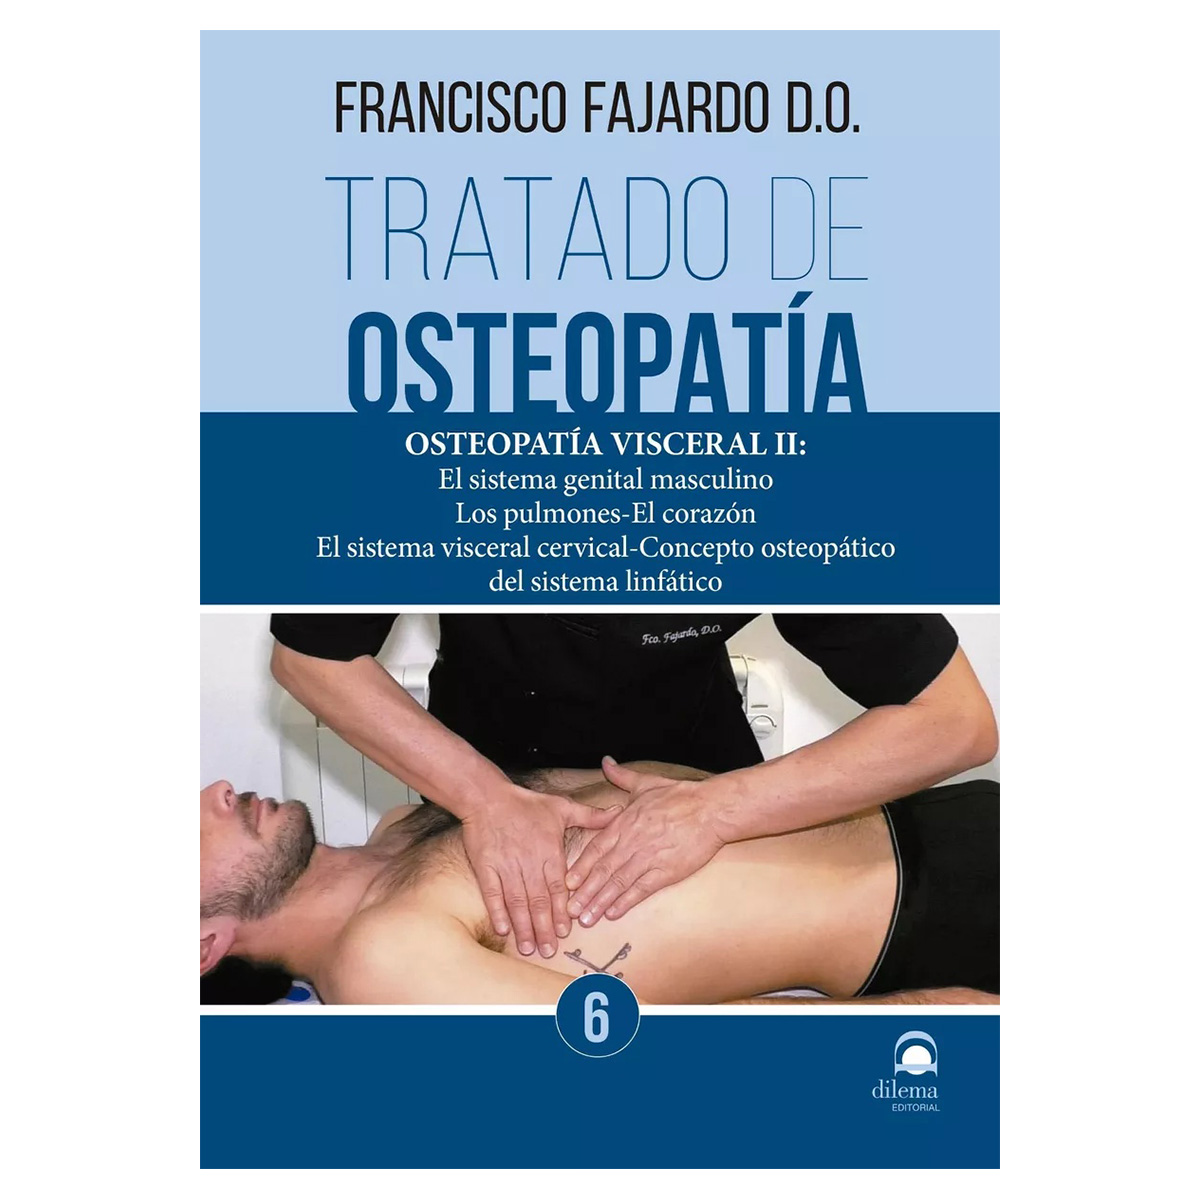 FRANCISCO FAJARDO D.O.
TRATADO DE
OSTEOPATÍA
OSTEOPATÍA VISCERAL II:
El sistema genital masculino
Los pulmones-El corazón
El sistema visceral cervical-Concepto osteopático
del sistema linfático
Fco. Fajardo, D.O.
6
dilema
EDITORIAL